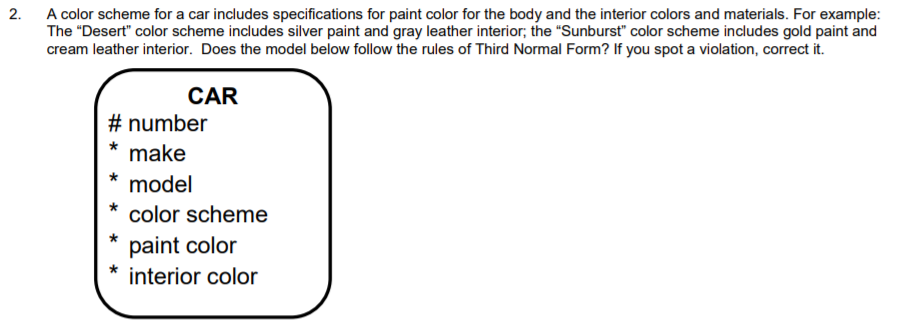 2. A color scheme for a car includes specifications for paint color for the body and the interior colors and materials. For example:
The “Desert” color scheme includes silver paint and gray leather interior; the “Sunburst” color scheme includes gold paint and
cream leather interior. Does the model below follow the rules of Third Normal Form? If you spot a violation, correct it.
CAR
# number
* make
* model
* color scheme
* paint color
* interior color